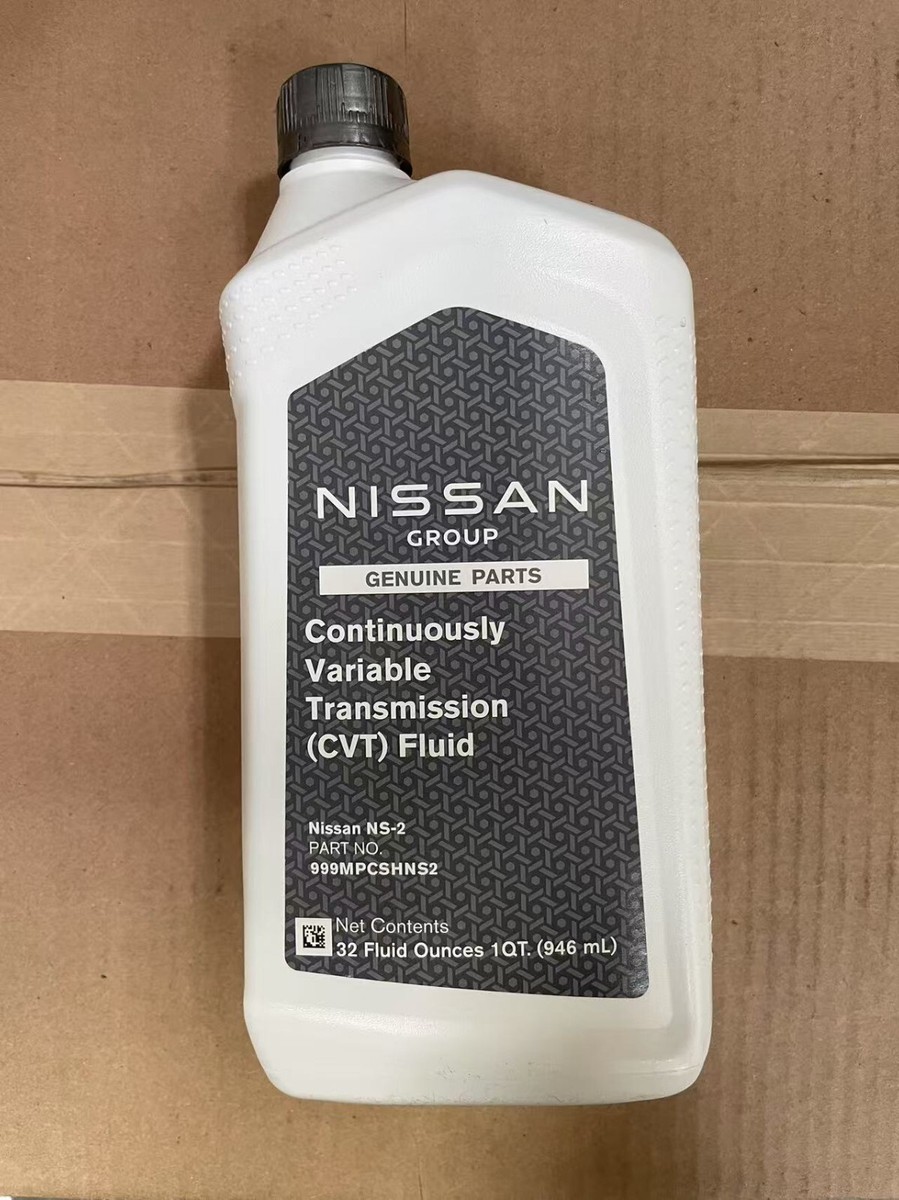 NISSAN
GROUP
GENUINE PARTS
Continuously
Variable
Transmission
(CVT) Fluid
Nissan NS-2
PART NO.
999MPCSHNS2
Net Contents
32 Fluid Ounces 1QT. (946 mL)